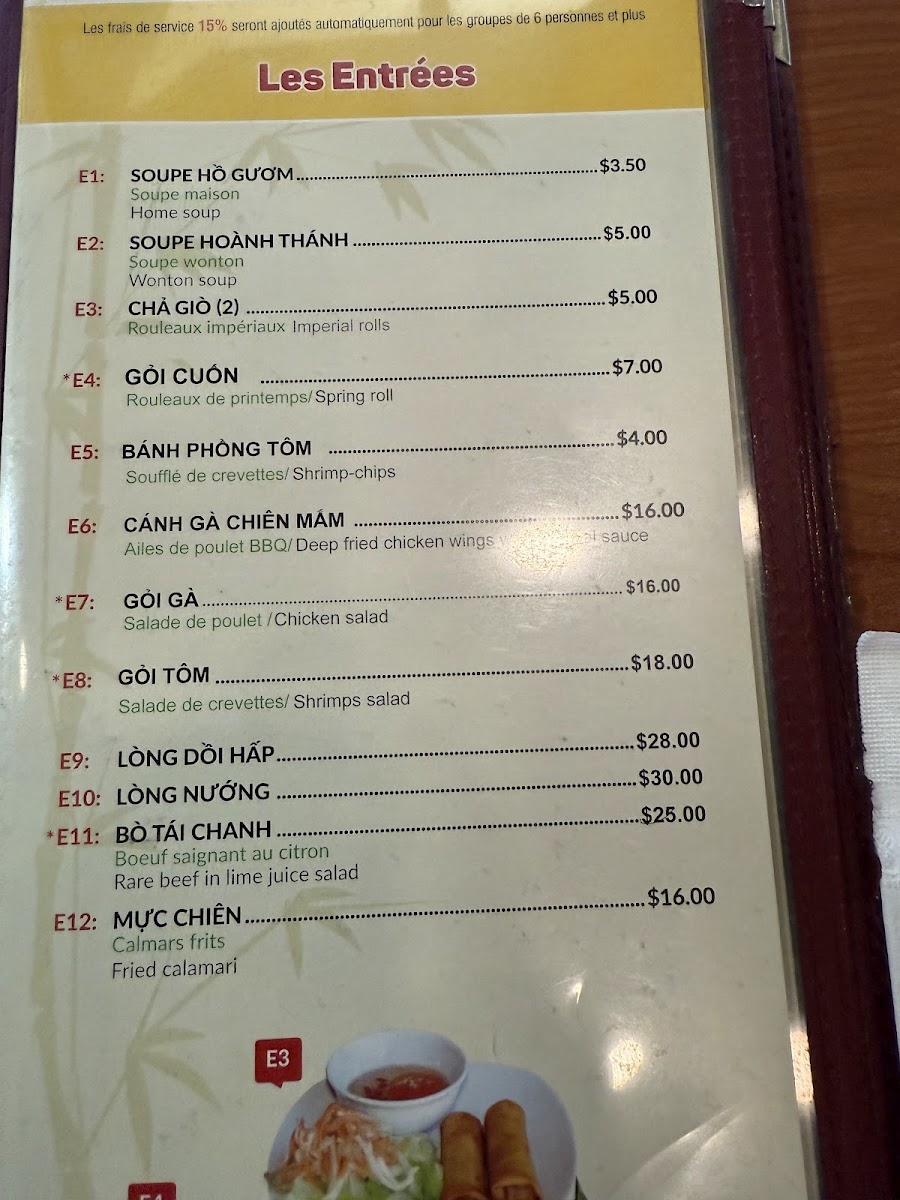 Les frais de service 15% seront ajoutés automatiquement pour les groupes de 6 personnes et plus
Les Entrées
E1: SOUPE HỒ GƯƠM $3.50
Soupe maison
Home soup
E2: SOUPE HOÀNH THÁNH $5.00
Soupe wonton
Wonton soup
E3: CHẢ GIÒ (2) $5.00
Rouleaux impériaux Imperial rolls
*E4: GỎI CUÓN $7.00
Rouleaux de printemps/Spring roll
E5: BÁNH PHÒNG TÔM $4.00
Soufflé de crevettes/ Shrimp-chips
E6: CÁNH GÀ CHIÊN MẮM $16.00
Ailes de poulet BBQ/ Deep fried chicken wings sauce
*E7: GỎI GÀ $16.00
Salade de poulet /Chicken salad
*E8: GỎI TÔM $18.00
Salade de crevettes/ Shrimps salad
E9: LÒNG DỒI HẤP $28.00
E10: LÒNG NƯỚNG $30.00
*E11: BÒ TÁI CHANH $25.00
Boeuf saignant au citron
Rare beef in lime juice salad
E12: MỰC CHIÊN $16.00
Calmars frits
Fried calamari
E3